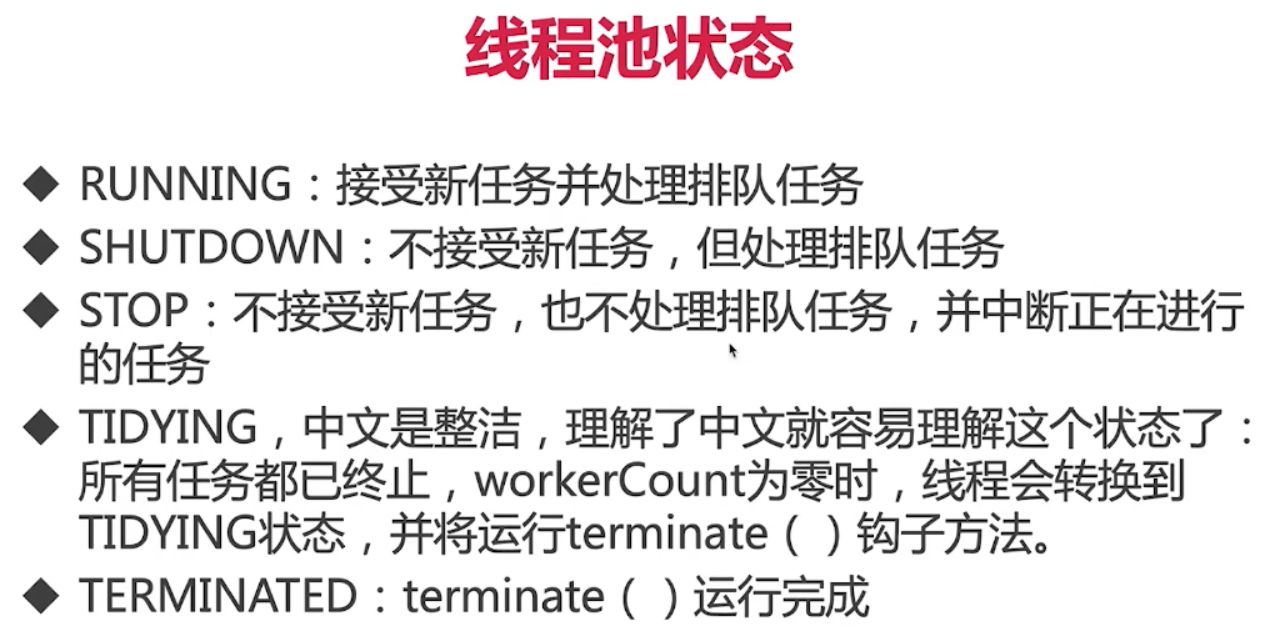 线程池状态
◆ RUNNING：接受新任务并处理排队任务
◆ SHUTDOWN：不接受新任务，但处理排队任务
◆ STOP：不接受新任务，也不处理排队任务，并中断正在进行
的任务
◆ TIDYING，中文是整洁，理解了中文就容易理解这个状态了：
所有任务都已终止，workerCount为零时，线程会转换到
TIDYING状态，并将运行terminate（ ）钩子方法。
◆ TERMINATED：terminate（ ）运行完成